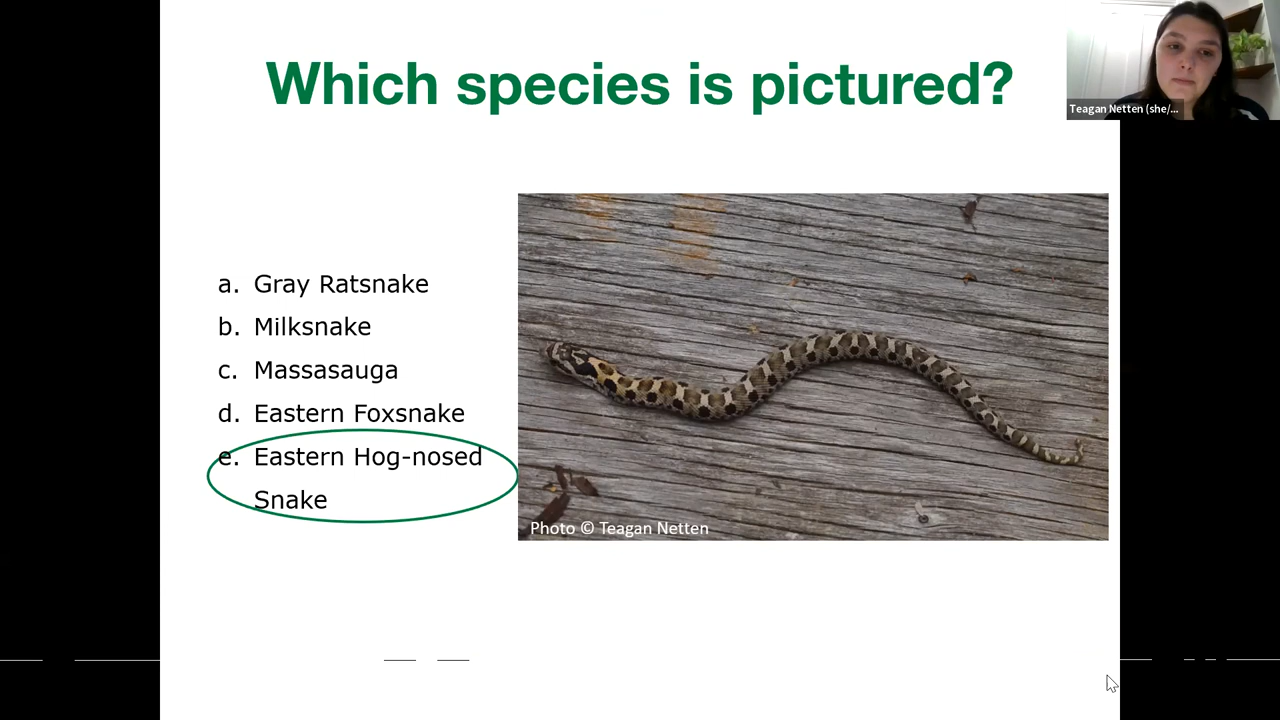 Which species is pictured?
Teagan Netten (she/...
a. Gray Ratsnake
b. Milksnake
c. Massasauga
d. Eastern Foxsnake
e. Eastern Hog-nosed
Snake
Photo © Teagan Netten